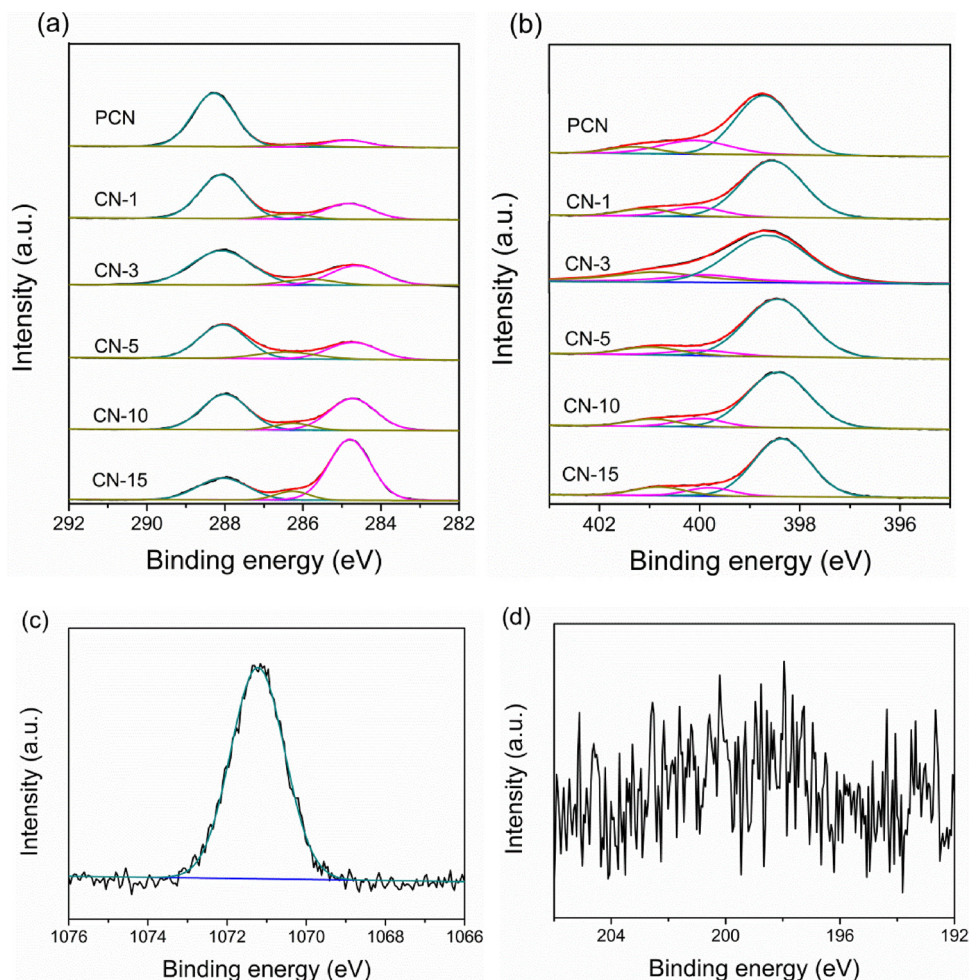 (a)
Intensity (a.u.)
PCN
CN-1
CN-3
CN-5
CN-10
CN-15
292 290 288 286 284 282
Binding energy (eV)
(b)
Intensity (a.u.)
PCN
CN-1
CN-3
CN-5
CN-10
CN-15
402 400 398 396
Binding energy (eV)
(c)
Intensity (a.u.)
1076 1074 1072 1070 1068 1066
Binding energy (eV)
(d)
Intensity (a.u.)
204 200 196 192
Binding energy (eV)